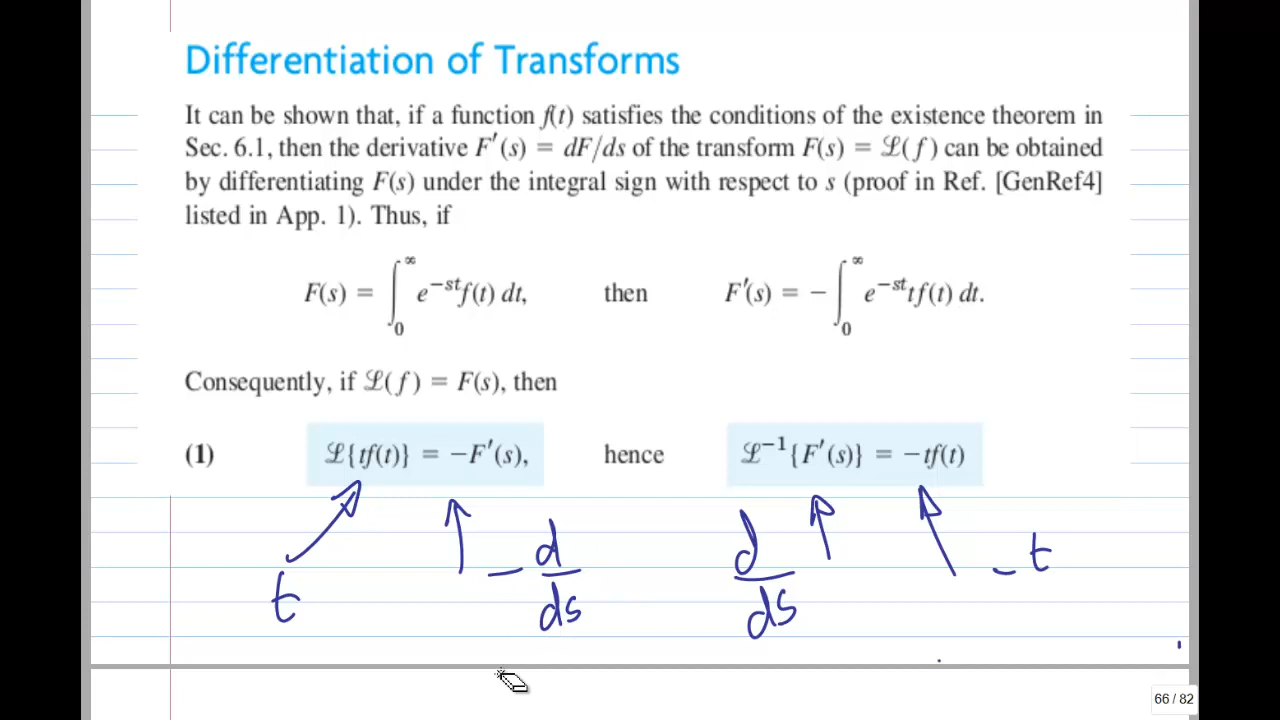 Differentiation of Transforms
It can be shown that, if a function f(t) satisfies the conditions of the existence theorem in
Sec. 6.1, then the derivative F′(s) = dF/ds of the transform F(s) = ℒ(f) can be obtained
by differentiating F(s) under the integral sign with respect to s (proof in Ref. [GenRef4]
listed in App. 1). Thus, if
F(s) = ∫₀^∞ e^{−st} f(t) dt, then F′(s) = −∫₀^∞ e^{−st} tf(t) dt.
Consequently, if ℒ(f) = F(s), then
(1) ℒ{tf(t)} = −F′(s), hence ℒ⁻¹{F′(s)} = −tf(t)
t − d/ds d/ds − t
66 / 82